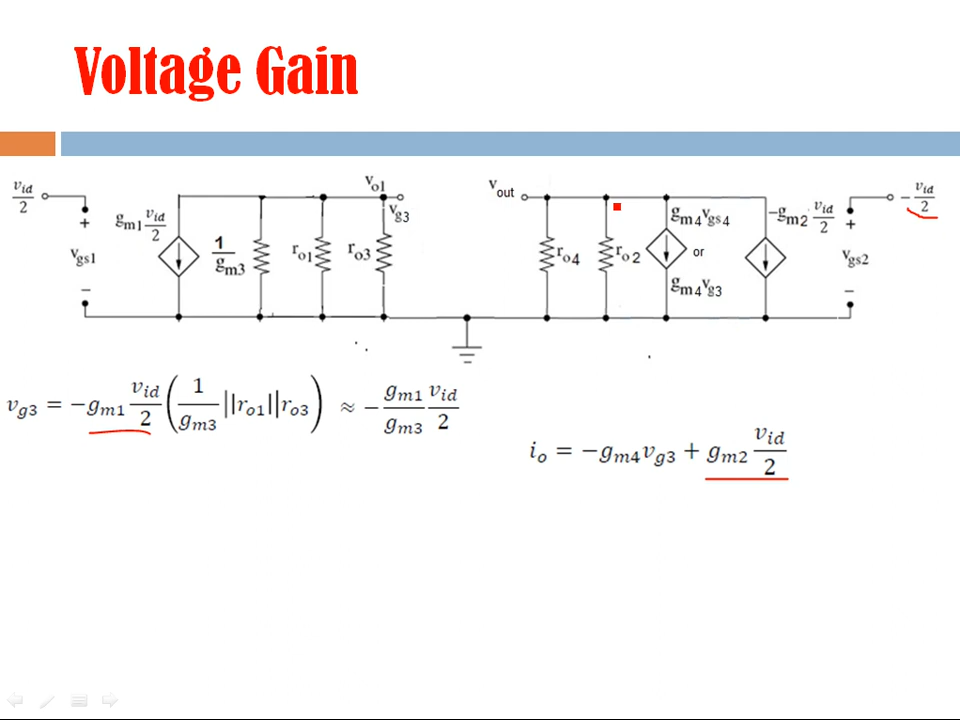 Voltage Gain
v_id/2
+
v_gs1
−
g_m1 v_id/2
1/g_m3
r_o1
r_o3
v_o1
v_g3
v_out
r_o4
r_o2
g_m4 v_gs4
or
g_m4 v_g3
−g_m2 v_id/2
+
v_gs2
−
− v_id/2
v_g3 = −g_m1 v_id/2 (1/g_m3 ||r_o1||r_o3) ≈ − g_m1/g_m3 v_id/2
i_o = −g_m4 v_g3 + g_m2 v_id/2